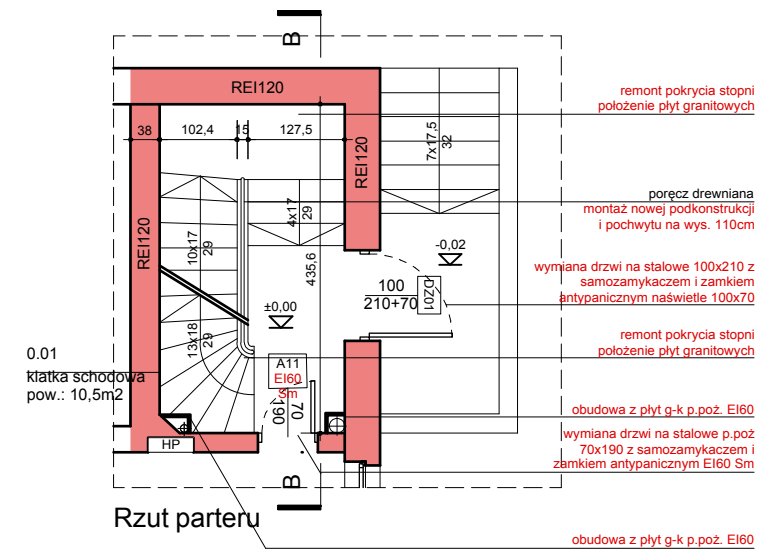 B
REI120
38
102,4
15
127,5
REI120
REI120
7x17,5
32
4x17
29
10x17
29
13x18
29
435,6
±0,00
-0,02
100
210+70
DZ01
A11
EI60
Sm
70
190
HP
0.01
klatka schodowa
pow.: 10,5m2
B
Rzut parteru
remont pokrycia stopni
położenie płyt granitowych
poręcz drewniana
montaż nowej podkonstrukcji
i pochwytu na wys. 110cm
wymiana drzwi na stalowe 100x210 z
samozamykaczem i zamkiem
antypanicznym naświetle 100x70
remont pokrycia stopni
położenie płyt granitowych
obudowa z płyt g-k p.poż. EI60
wymiana drzwi na stalowe p.poż
70x190 z samozamykaczem i
zamkiem antypanicznym EI60 Sm
obudowa z płyt g-k p.poż. EI60